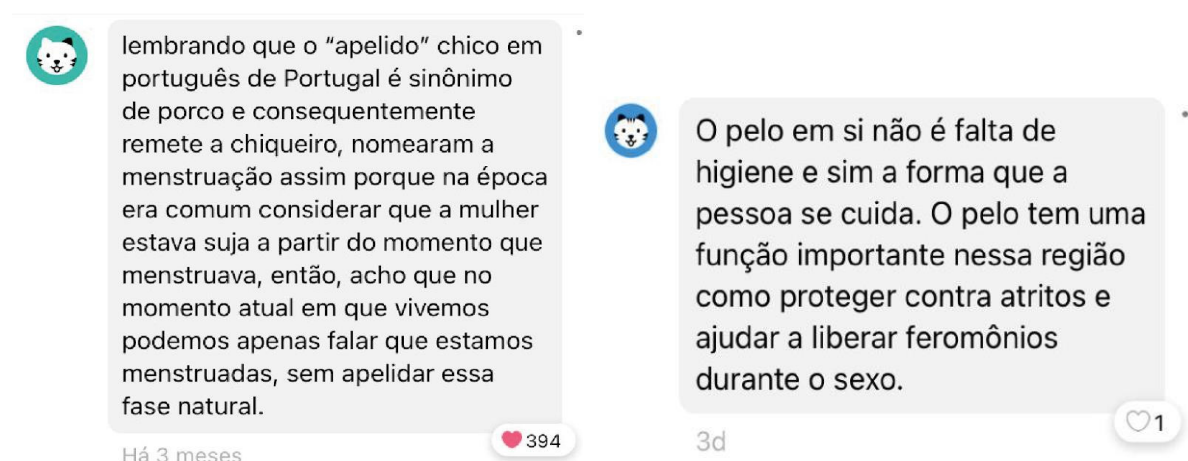 lembrando que o “apelido” chico em
português de Portugal é sinônimo
de porco e consequentemente
remete a chiqueiro, nomearam a
menstruação assim porque na época
era comum considerar que a mulher
estava suja a partir do momento que
menstruava, então, acho que no
momento atual em que vivemos
podemos apenas falar que estamos
menstruadas, sem apelidar essa
fase natural.
394
Há 3 meses
O pelo em si não é falta de
higiene e sim a forma que a
pessoa se cuida. O pelo tem uma
função importante nessa região
como proteger contra atritos e
ajudar a liberar feromônios
durante o sexo.
1
3d